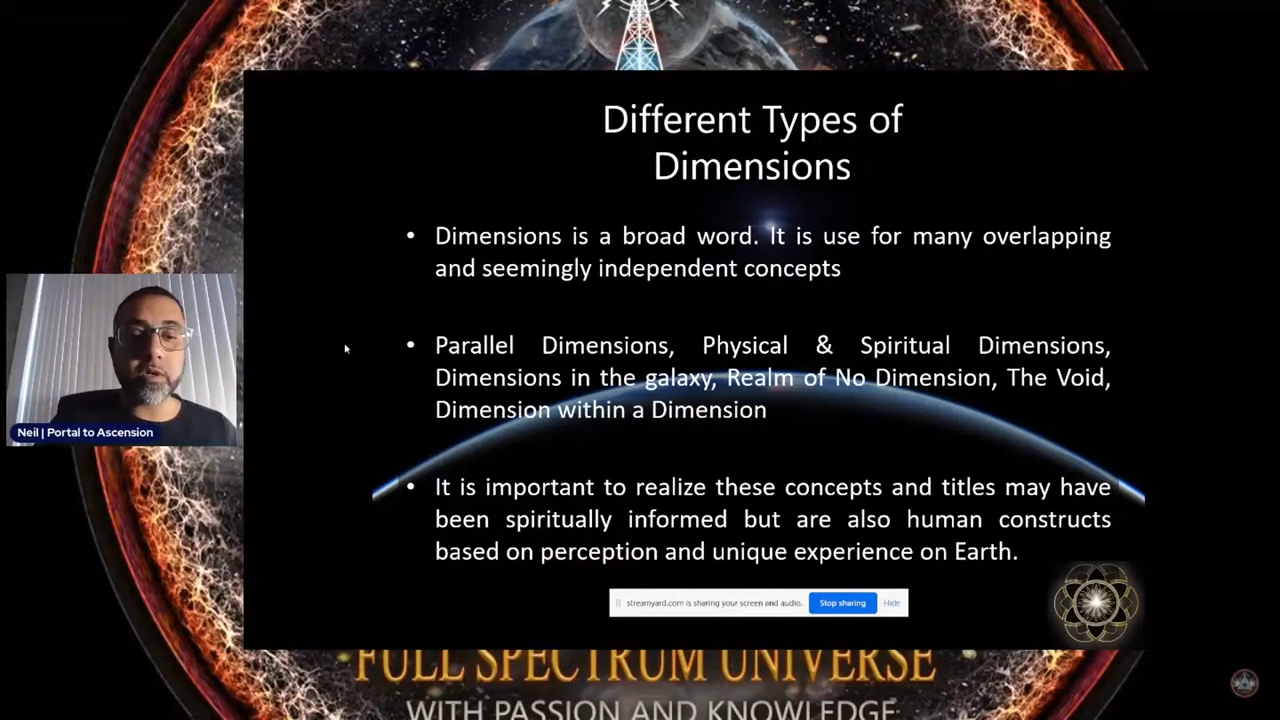 Different Types of
Dimensions
• Dimensions is a broad word. It is use for many overlapping
and seemingly independent concepts
• Parallel Dimensions, Physical & Spiritual Dimensions,
Dimensions in the galaxy, Realm of No Dimension, The Void,
Dimension within a Dimension
• It is important to realize these concepts and titles may have
been spiritually informed but are also human constructs
based on perception and unique experience on Earth.
Neil | Portal to Ascension
streamyard.com is sharing your screen and audio. Stop sharing Hide
FULL SPECTRUM UNIVERSE
WITH PASSION AND KNOWLEDGE